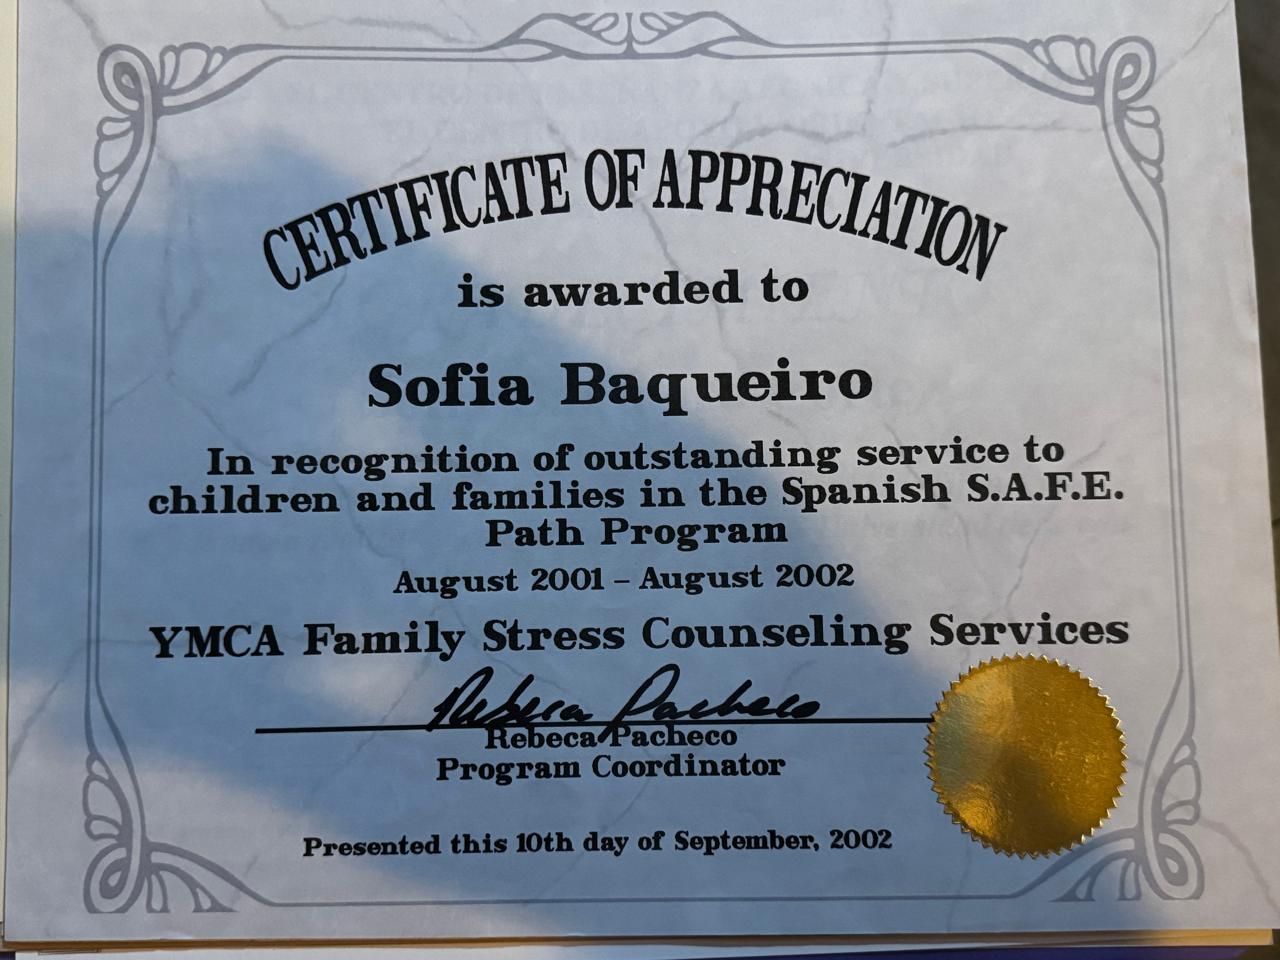 CERTIFICATE OF APPRECIATION
is awarded to
Sofia Baqueiro
In recognition of outstanding service to
children and families in the Spanish S.A.F.E.
Path Program
August 2001 – August 2002
YMCA Family Stress Counseling Services
Rebeca Pacheco
Rebeca Pacheco
Program Coordinator
Presented this 10th day of September, 2002